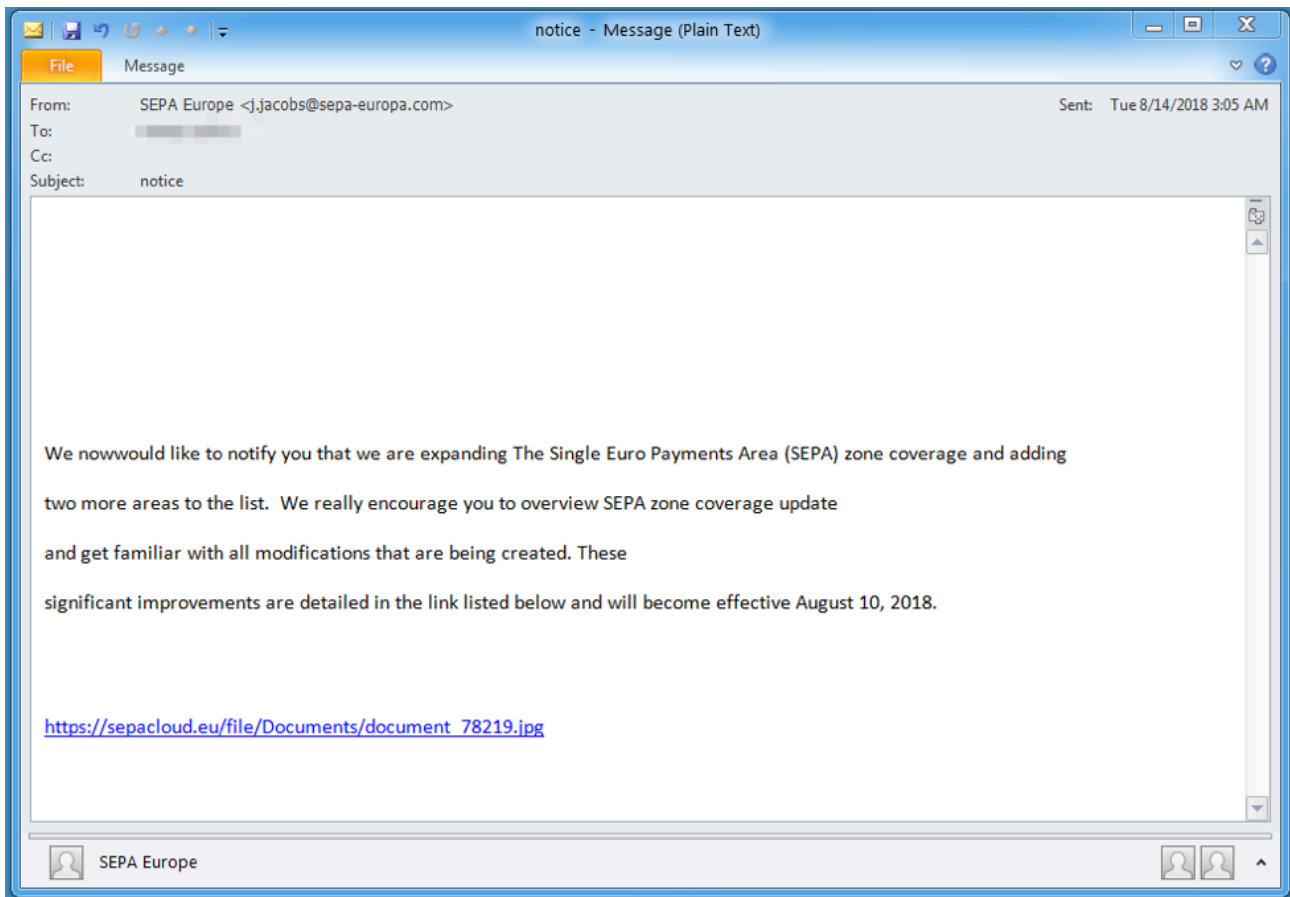 notice - Message (Plain Text)
File Message
From: SEPA Europe <j.jacobs@sepa-europa.com> Sent: Tue 8/14/2018 3:05 AM
To:
Cc:
Subject: notice
We nowwould like to notify you that we are expanding The Single Euro Payments Area (SEPA) zone coverage and adding
two more areas to the list.  We really encourage you to overview SEPA zone coverage update
and get familiar with all modifications that are being created. These
significant improvements are detailed in the link listed below and will become effective August 10, 2018.
https://sepacloud.eu/file/Documents/document_78219.jpg
SEPA Europe